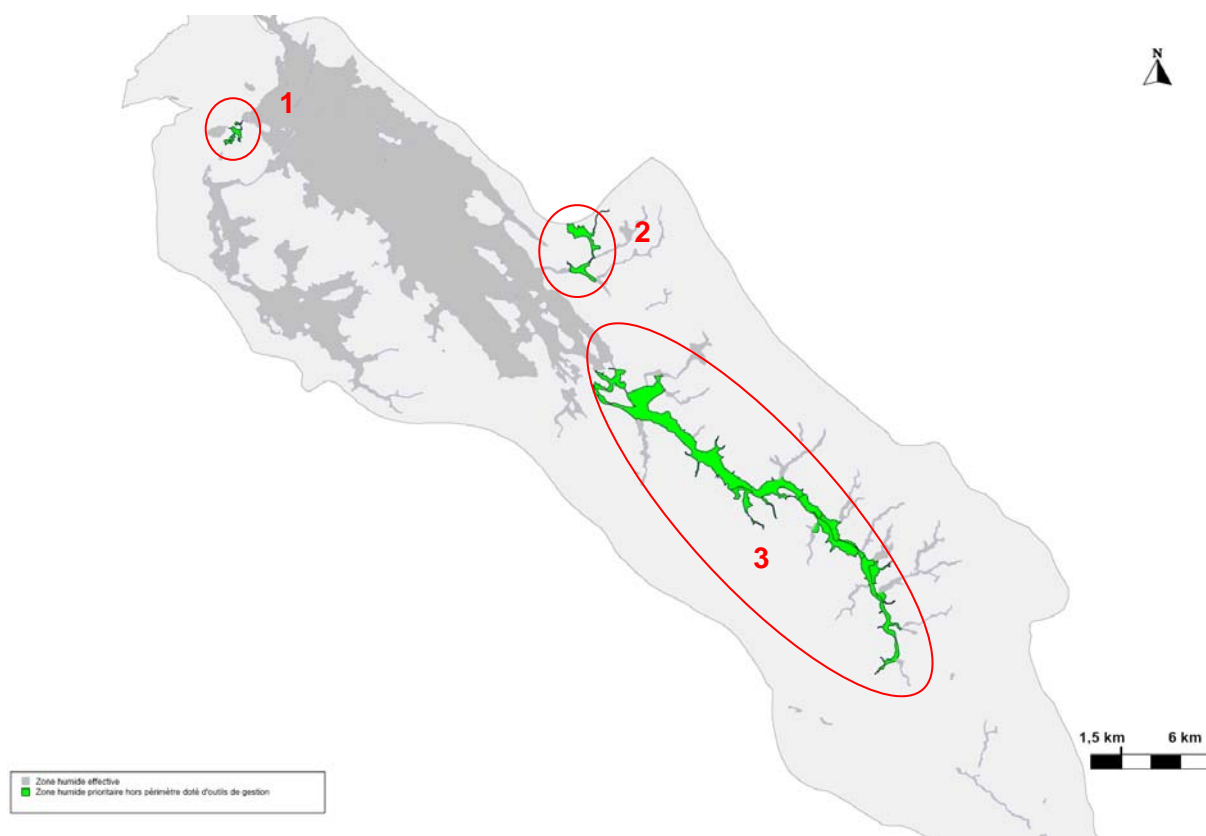 N
1
2
3
1,5 km 6 km
Zone humide effective
Zone humide prioritaire hors périmètre doté d'outils de gestion